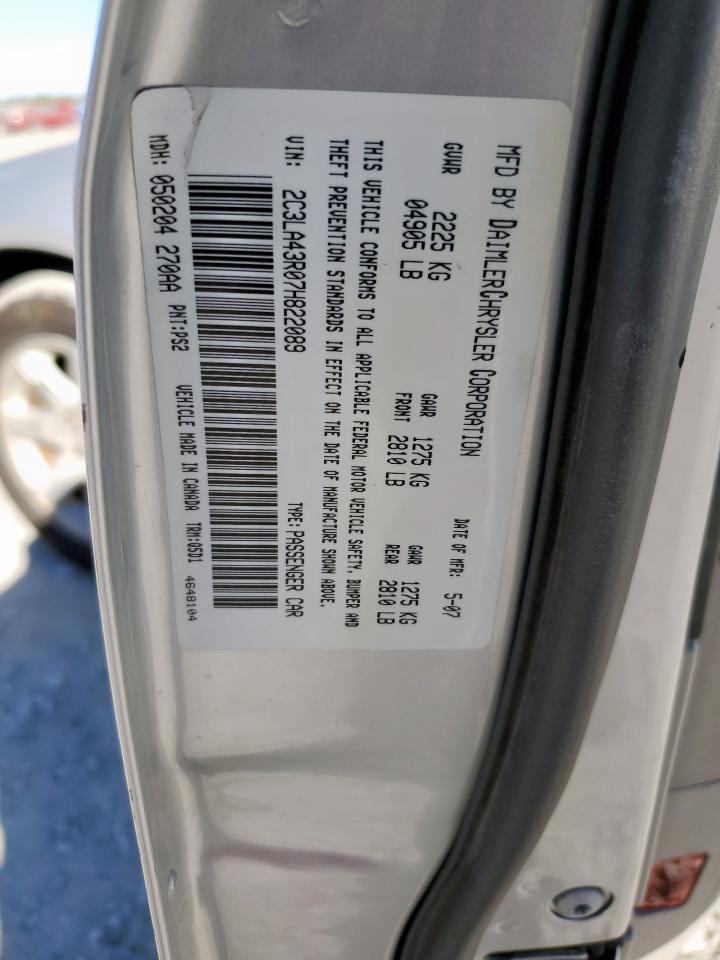 MFD BY DAIMLERCHRYSLER CORPORATION
DATE OF MFR: 5-07
GVWR 2225 KG
04905 LB
GAWR 1275 KG
FRONT 2810 LB
GAWR 1275 KG
REAR 2810 LB
THIS VEHICLE CONFORMS TO ALL APPLICABLE FEDERAL MOTOR VEHICLE SAFETY, BUMPER AND
THEFT PREVENTION STANDARDS IN EFFECT ON THE DATE OF MANUFACTURE SHOWN ABOVE.
VIN: 2C3LA43R07H822089
TYPE: PASSENGER CAR
MDH: 050204 270AA PNT:PS2 VEHICLE MADE IN CANADA TRM:Q5D1
4648104